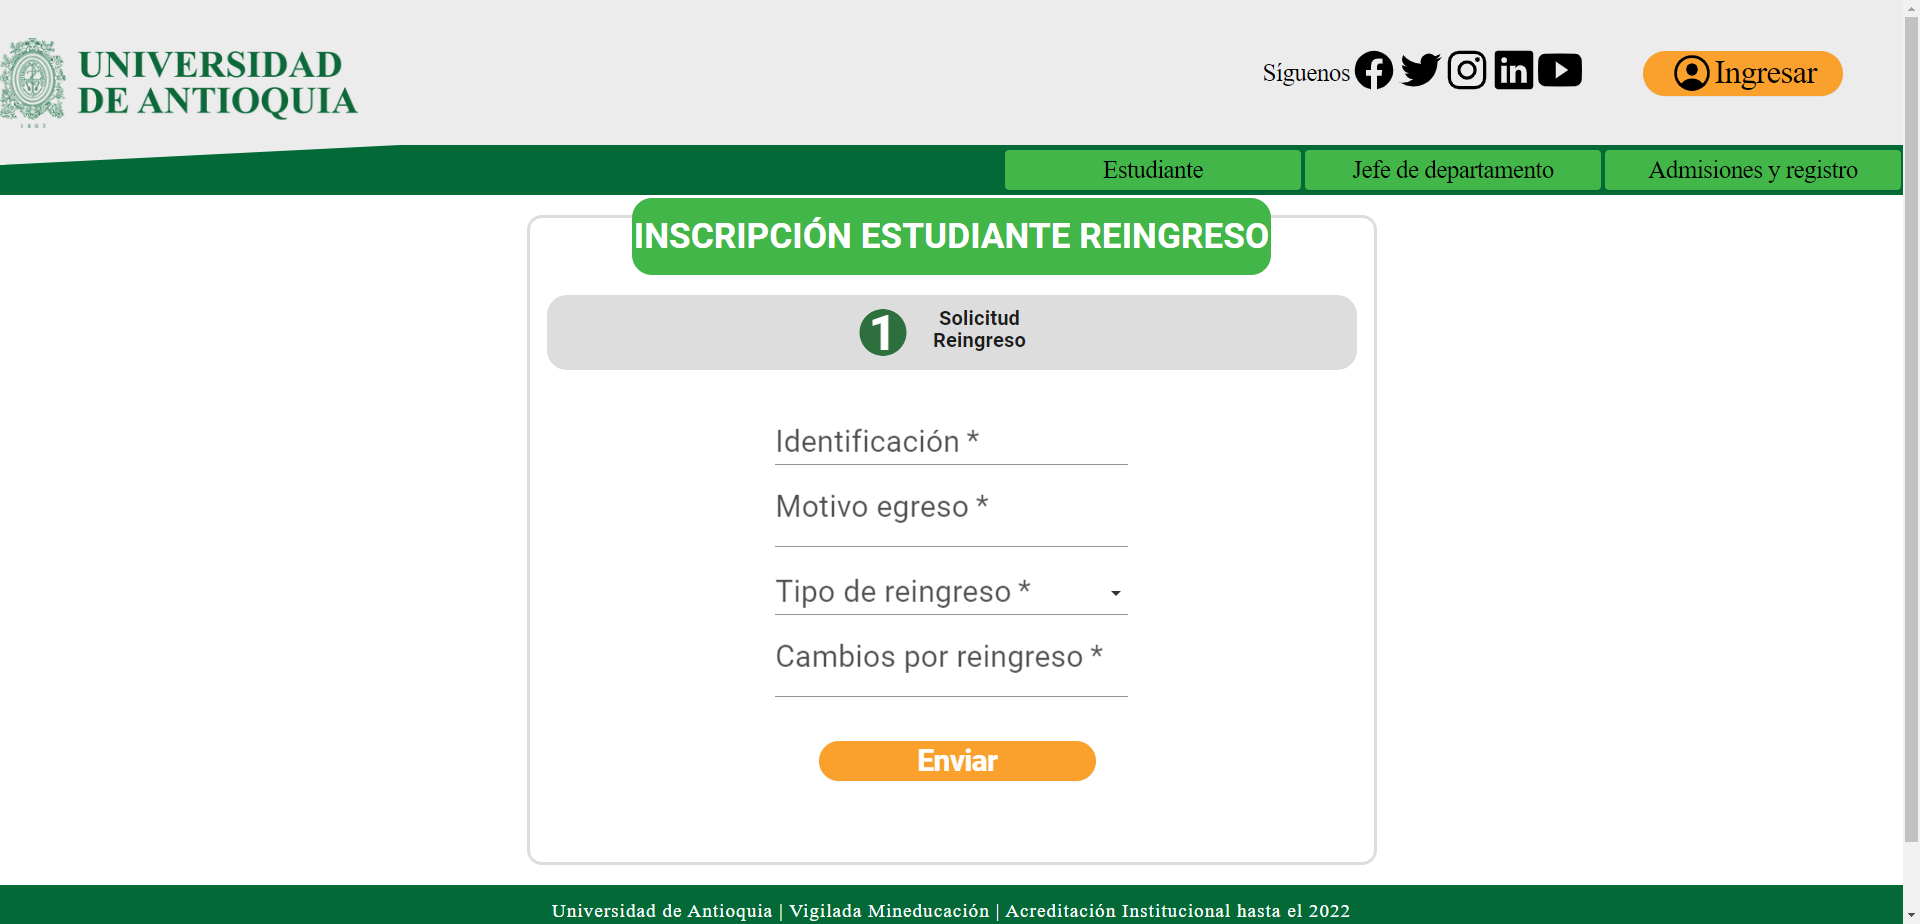 UNIVERSIDAD
DE ANTIOQUIA
1803
Síguenos
Ingresar
Estudiante
Jefe de departamento
Admisiones y registro
INSCRIPCIÓN ESTUDIANTE REINGRESO
1
Solicitud
Reingreso
Identificación *
Motivo egreso *
Tipo de reingreso *
Cambios por reingreso *
Enviar
Universidad de Antioquia | Vigilada Mineducación | Acreditación Institucional hasta el 2022